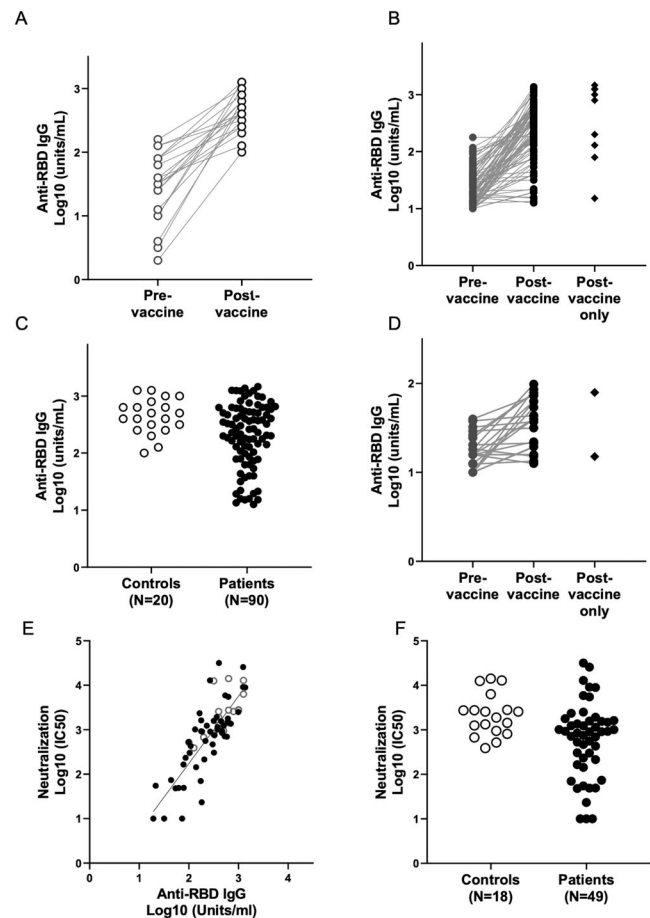 A
Anti-RBD IgG
Log10 (units/mL)
3
2
1
0
Pre-
vaccine
Post-
vaccine
B
Anti-RBD IgG
Log10 (units/mL)
3
2
1
0
Pre-
vaccine
Post-
vaccine
Post-
vaccine
only
C
Anti-RBD IgG
Log10 (units/mL)
3
2
1
0
Controls
(N=20)
Patients
(N=90)
D
Anti-RBD IgG
Log10 (units/mL)
2
1
0
Pre-
vaccine
Post-
vaccine
Post-
vaccine
only
E
Neutralization
Log10 (IC50)
5
4
3
2
1
0
0
1
2
3
4
Anti-RBD IgG
Log10 (Units/ml)
F
Neutralization
Log10 (IC50)
5
4
3
2
1
0
Controls
(N=18)
Patients
(N=49)